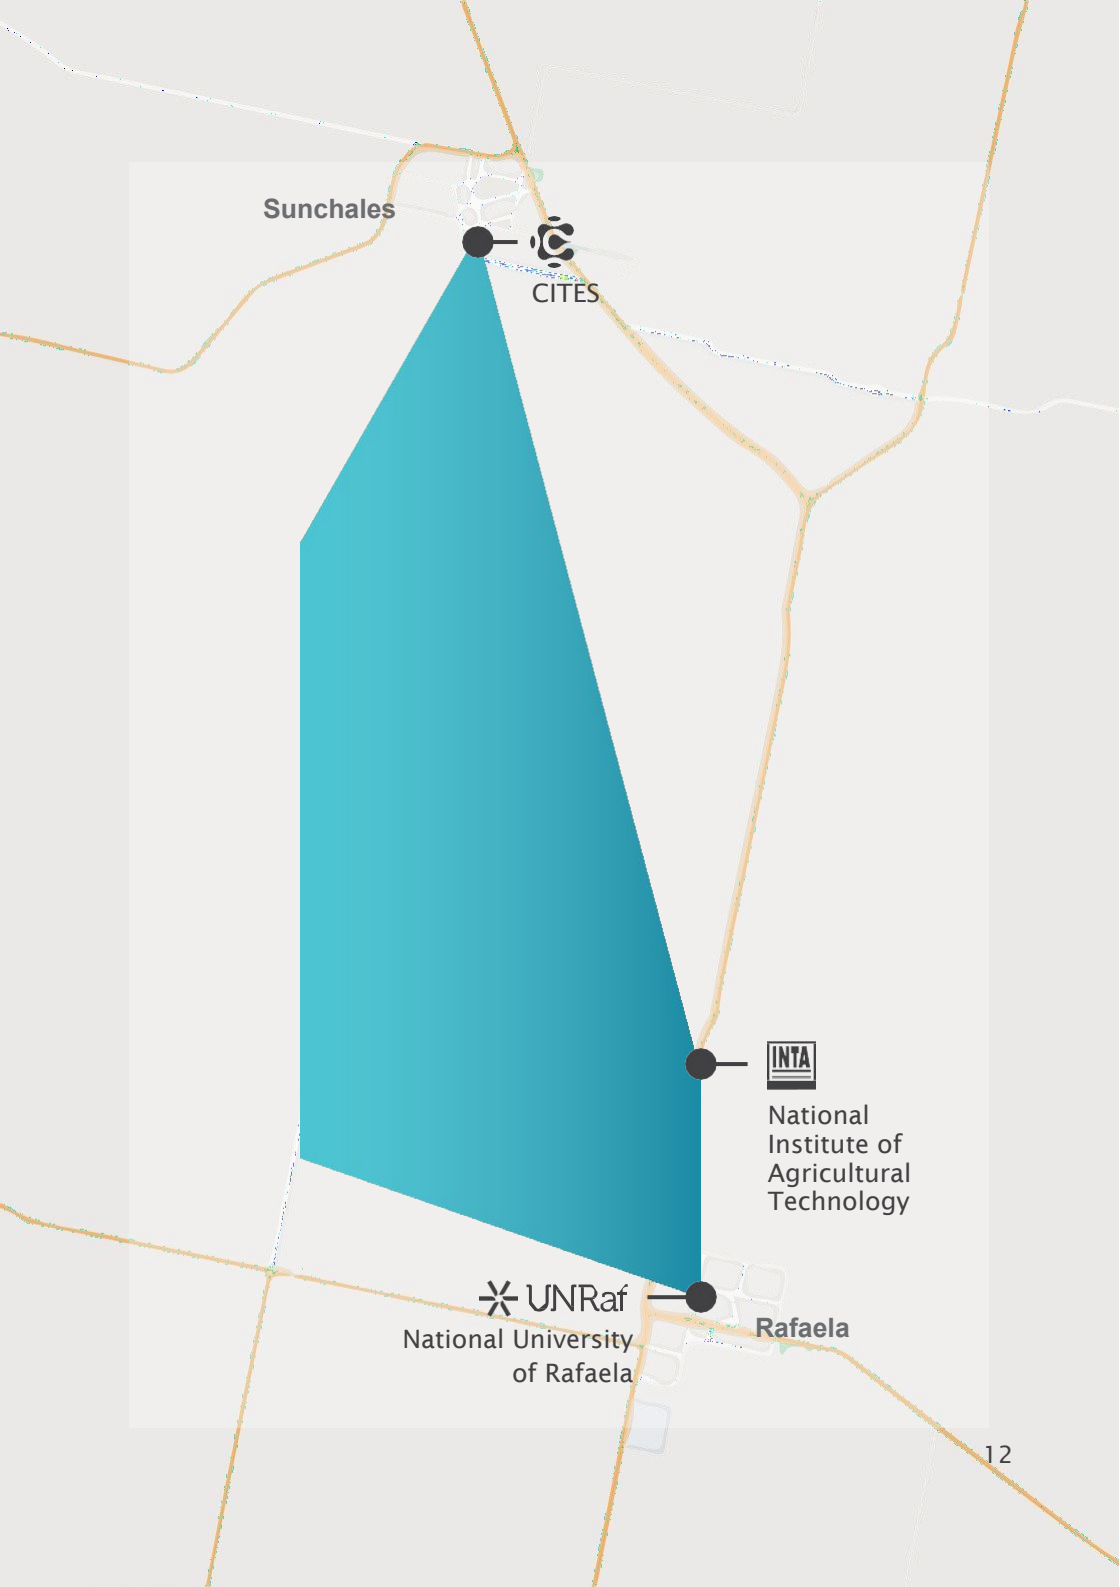 Sunchales
CITES
INTA
National
Institute of
Agricultural
Technology
UNRaf
National University
of Rafaela
Rafaela
12